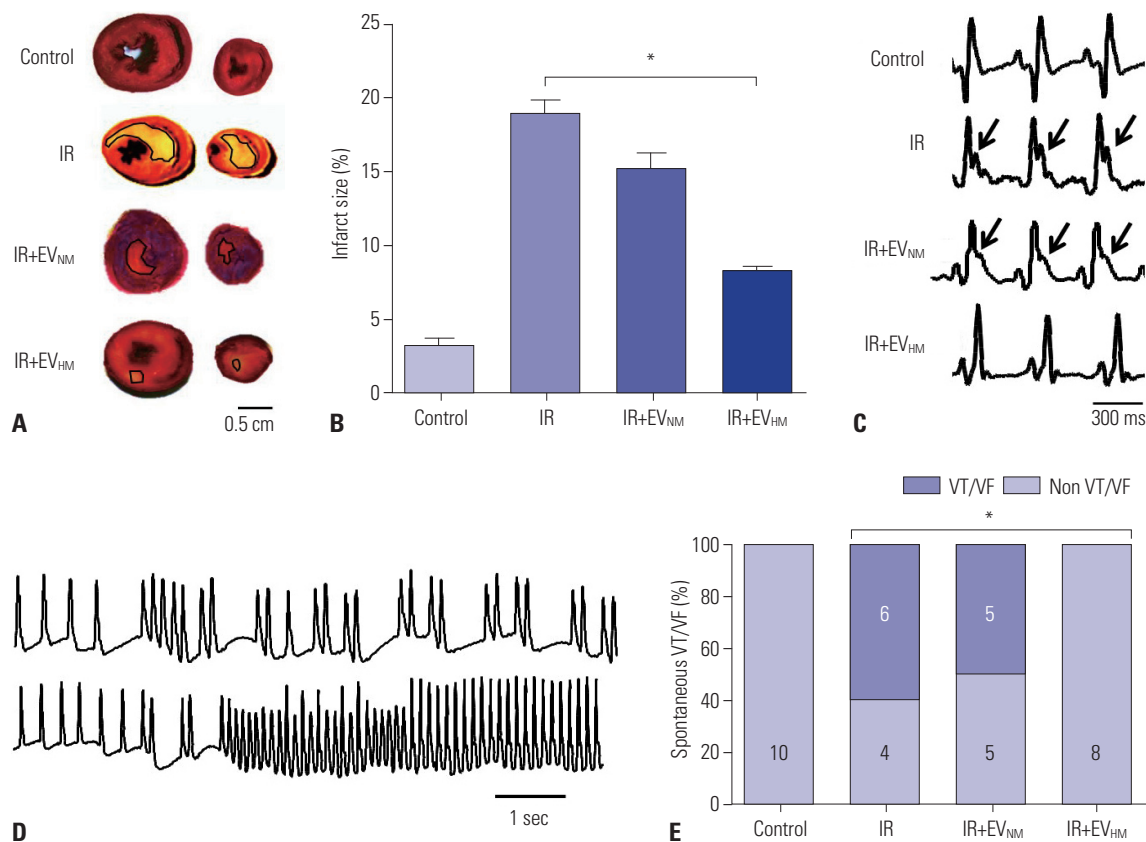 Control
IR
IR+EVNM
IR+EVHM
0.5 cm
A
25
20
15
10
5
0
Infarct size (%)
*
Control
IR
IR+EVNM
IR+EVHM
B
Control
IR
IR+EVNM
IR+EVHM
300 ms
C
1 sec
D
VT/VF
Non VT/VF
*
100
80
60
40
20
0
Spontaneous VT/VF (%)
6
5
10
4
5
8
Control
IR
IR+EVNM
IR+EVHM
E